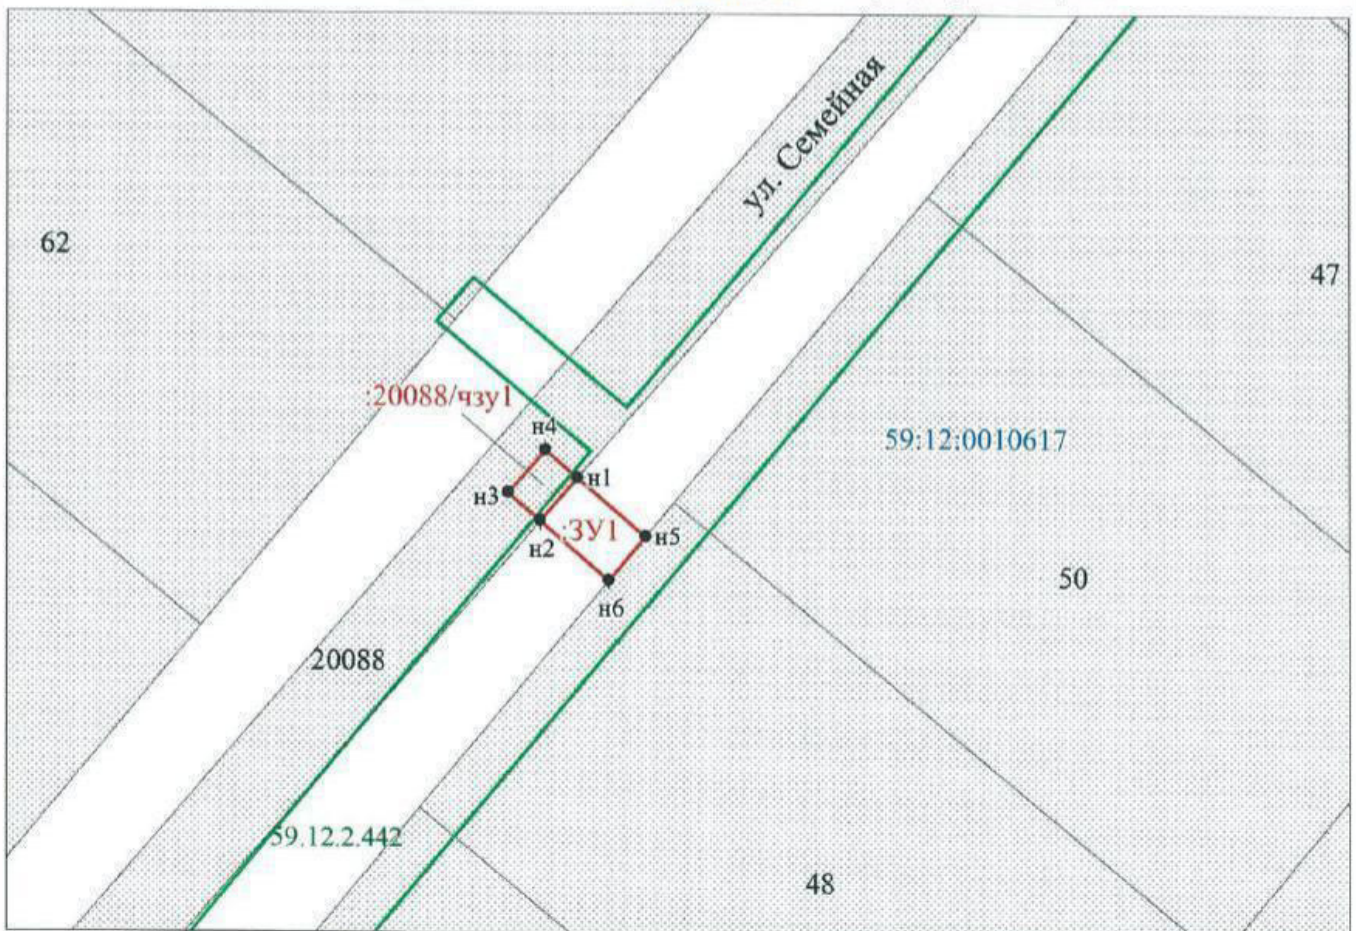 ул. Семейная
62
47
:20088/чзу1
н4
59:12:0010617
н1
н3
:ЗУ1
н5
н2
50
н6
20088
59.12.2.442
48